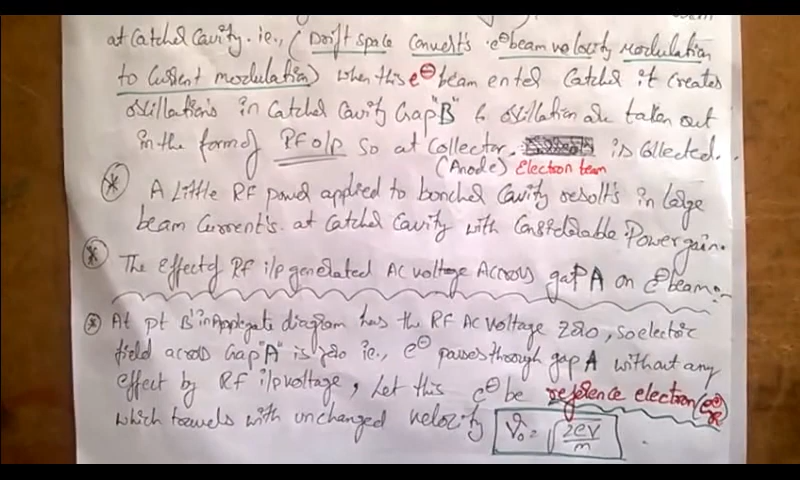 at Catcher Cavity. ie., (Drift space Converts e⊖beam velocity modulation
to Current modulation) when this e⊖ beam enter Catcher it creates
oscillations in Catcher Cavity Gap "B" & oscillation are taken out
in the form of RF o/p so at Collector. is Collected.
(Anode) Electron beam
* A Little RF power applied to buncher Cavity results in large
beam Current's at Catcher Cavity with Considerable Power gain.
* The effect of RF i/p generated AC voltage Across gap A on e⊖beam:-
* At pt B' in Applegate diagram has the RF AC Voltage zero, so electric
field across Gap "A" is zero ie., e⊖ passes through gap A without any
effect by RF i/p voltage, Let this e⊖ be reference electron (e⊖R)
which travels with unchanged velocity V₀ = √(2eV/m)